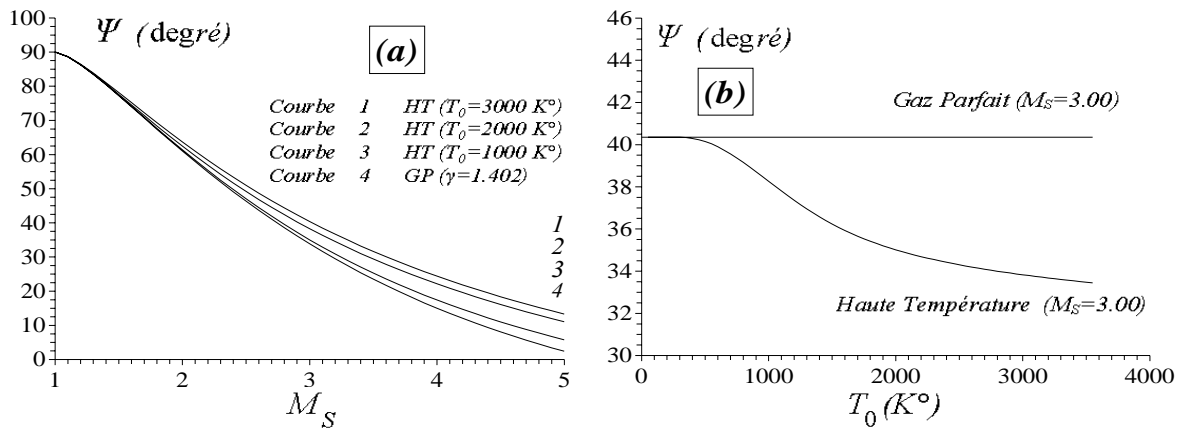 Ψ (degré)
(a)
100
90
80
70
60
50
40
30
20
10
0
Courbe 1 HT (T0=3000 K°)
Courbe 2 HT (T0=2000 K°)
Courbe 3 HT (T0=1000 K°)
Courbe 4 GP (γ=1.402)
1
2
3
4
1 2 3 4 5
MS
Ψ (degré)
(b)
46
44
42
40
38
36
34
32
30
Gaz Parfait (MS=3.00)
Haute Température (MS=3.00)
0 1000 2000 3000 4000
T0 (K°)